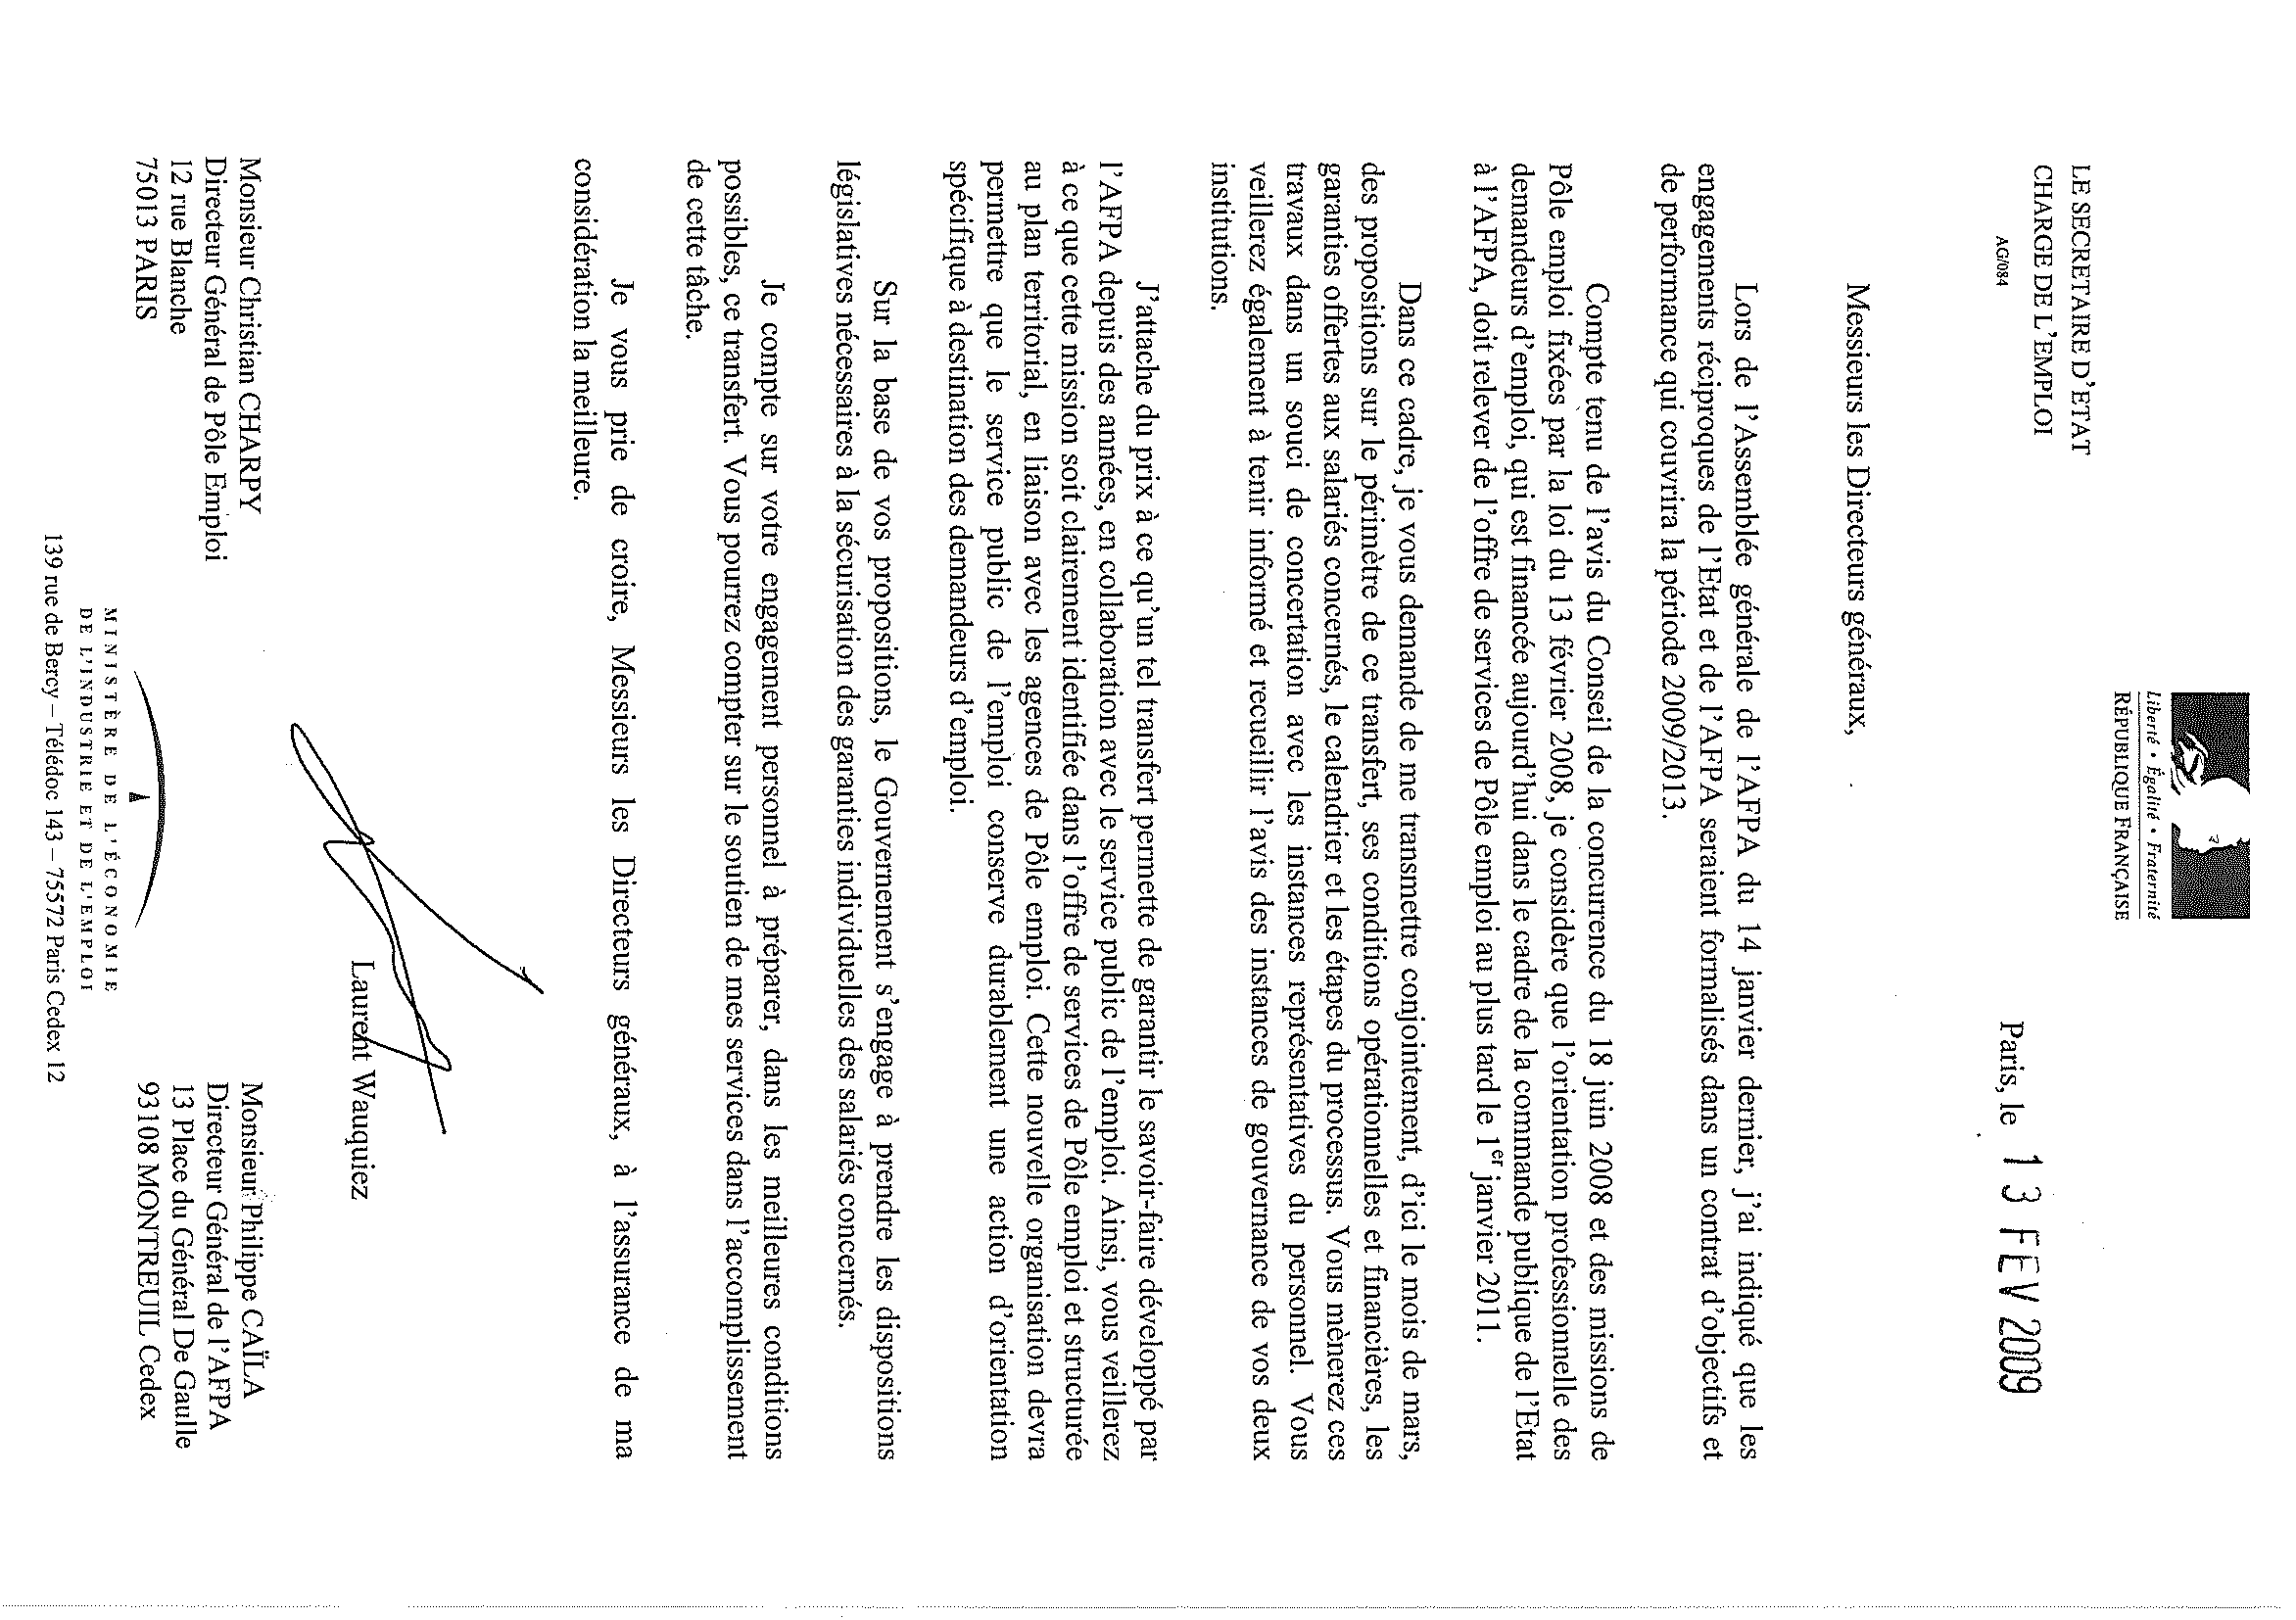 Liberté • Égalité • Fraternité
RÉPUBLIQUE FRANÇAISE
LE SECRETAIRE D'ETAT
CHARGE DE L'EMPLOI
AG/084
Paris, le 13 FEV 2009
Messieurs les Directeurs généraux,
Lors de l'Assemblée générale de l'AFPA du 14 janvier dernier, j'ai indiqué que les
engagements réciproques de l'Etat et de l'AFPA seraient formalisés dans un contrat d'objectifs et
de performance qui couvrira la période 2009/2013.
Compte tenu de l'avis du Conseil de la concurrence du 18 juin 2008 et des missions de
Pôle emploi fixées par la loi du 13 février 2008, je considère que l'orientation professionnelle des
demandeurs d'emploi, qui est financée aujourd'hui dans le cadre de la commande publique de l'Etat
à l'AFPA, doit relever de l'offre de services de Pôle emploi au plus tard le 1er janvier 2011.
Dans ce cadre, je vous demande de me transmettre conjointement, d'ici le mois de mars,
des propositions sur le périmètre de ce transfert, ses conditions opérationnelles et financières, les
garanties offertes aux salariés concernés, le calendrier et les étapes du processus. Vous mènerez ces
travaux dans un souci de concertation avec les instances représentatives du personnel. Vous
veillerez également à tenir informé et recueillir l'avis des instances de gouvernance de vos deux
institutions.
J'attache du prix à ce qu'un tel transfert permette de garantir le savoir-faire développé par
l'AFPA depuis des années, en collaboration avec le service public de l'emploi. Ainsi, vous veillerez
à ce que cette mission soit clairement identifiée dans l'offre de services de Pôle emploi et structurée
au plan territorial, en liaison avec les agences de Pôle emploi. Cette nouvelle organisation devra
permettre que le service public de l'emploi conserve durablement une action d'orientation
spécifique à destination des demandeurs d'emploi.
Sur la base de vos propositions, le Gouvernement s'engage à prendre les dispositions
législatives nécessaires à la sécurisation des garanties individuelles des salariés concernés.
Je compte sur votre engagement personnel à préparer, dans les meilleures conditions
possibles, ce transfert. Vous pourrez compter sur le soutien de mes services dans l'accomplissement
de cette tâche.
Je vous prie de croire, Messieurs les Directeurs généraux, à l'assurance de ma
considération la meilleure.
Laurent Wauquiez
Monsieur Christian CHARPY
Directeur Général de Pôle Emploi
12 rue Blanche
75013 PARIS
Monsieur Philippe CAÏLA
Directeur Général de l'AFPA
13 Place du Général De Gaulle
93108 MONTREUIL Cedex
MINISTÈRE DE L'ÉCONOMIE
DE L'INDUSTRIE ET DE L'EMPLOI
139 rue de Bercy – Télédoc 143 – 75572 Paris Cedex 12